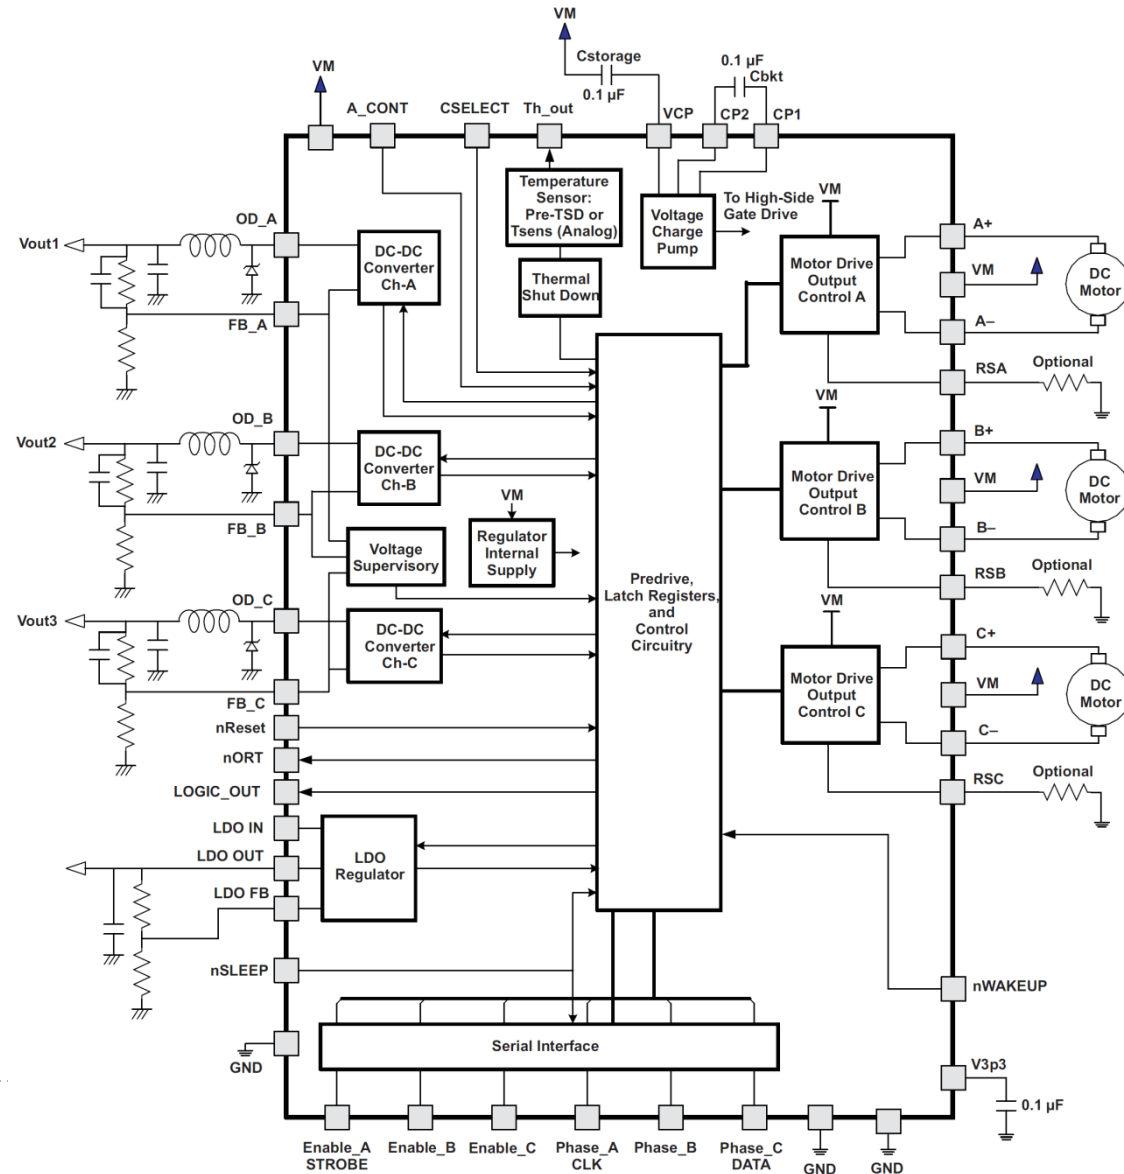 VM
Cstorage
0.1 µF
0.1 µF
Cbkt
VM
A_CONT
CSELECT
Th_out
VCP
CP2
CP1
Temperature
Sensor:
Pre-TSD or
Tsens (Analog)
Thermal
Shut Down
Voltage
Charge
Pump
To High-Side
Gate Drive
VM
Motor Drive
Output
Control A
A+
VM
A–
DC
Motor
RSA
Optional
OD_A
Vout1
DC-DC
Converter
Ch-A
FB_A
OD_B
Vout2
DC-DC
Converter
Ch-B
FB_B
VM
Regulator
Internal
Supply
Voltage
Supervisory
VM
Motor Drive
Output
Control B
B+
VM
B–
DC
Motor
RSB
Optional
Predrive,
Latch Registers,
and
Control
Circuitry
OD_C
Vout3
DC-DC
Converter
Ch-C
FB_C
VM
Motor Drive
Output
Control C
C+
VM
C–
DC
Motor
RSC
Optional
nReset
nORT
LOGIC_OUT
LDO IN
LDO OUT
LDO FB
LDO
Regulator
nSLEEP
nWAKEUP
GND
Serial Interface
V3p3
0.1 µF
Enable_A
STROBE
Enable_B
Enable_C
Phase_A
CLK
Phase_B
Phase_C
DATA
GND
GND